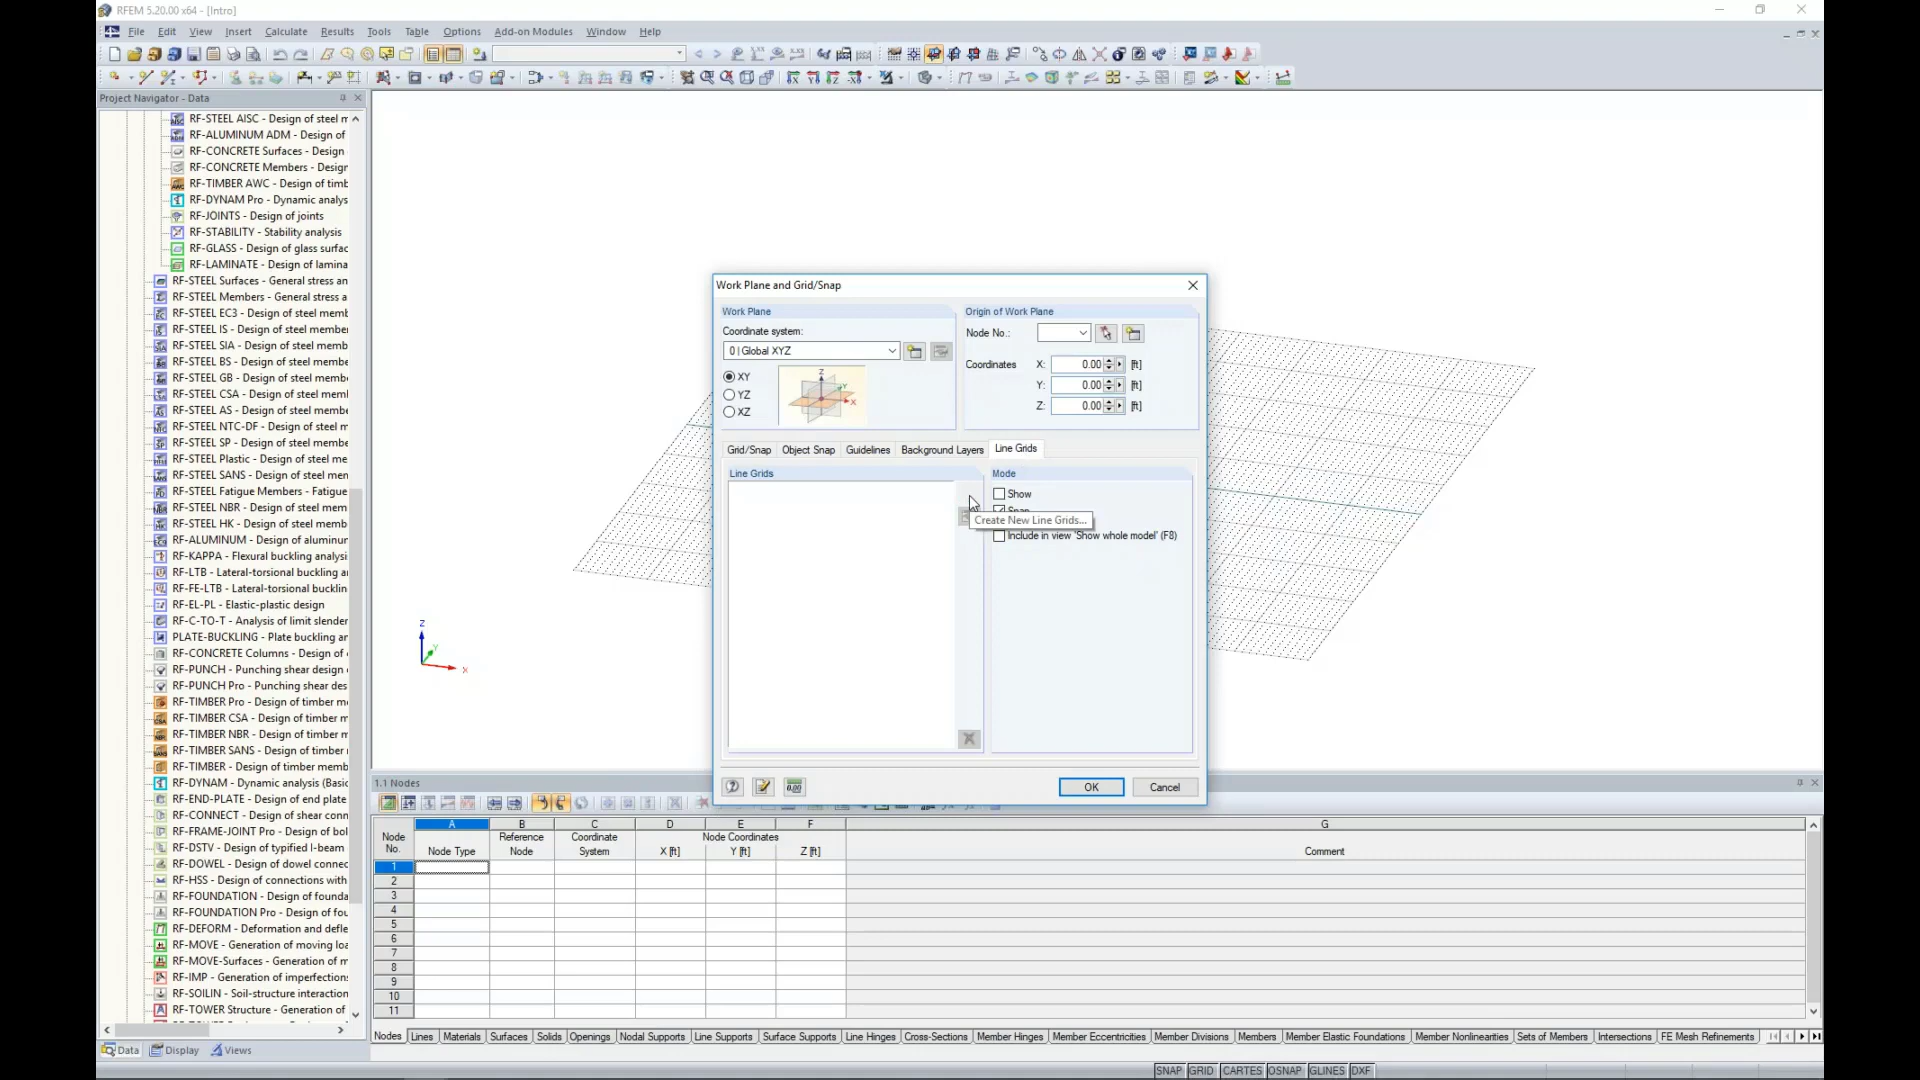 RFEM 5.20.00 x64 - [Intro]
File Edit View Insert Calculate Results Tools Table Options Add-on Modules Window Help
Project Navigator - Data
RF-STEEL AISC - Design of steel m
RF-ALUMINUM ADM - Design of
RF-CONCRETE Surfaces - Design
RF-CONCRETE Members - Design
RF-TIMBER AWC - Design of timb
RF-DYNAM Pro - Dynamic analys
RF-JOINTS - Design of joints
RF-STABILITY - Stability analysis
RF-GLASS - Design of glass surfac
RF-LAMINATE - Design of lamina
RF-STEEL Surfaces - General stress an
RF-STEEL Members - General stress a
RF-STEEL EC3 - Design of steel memb
RF-STEEL IS - Design of steel membe
RF-STEEL SIA - Design of steel membe
RF-STEEL BS - Design of steel membe
RF-STEEL GB - Design of steel membe
RF-STEEL CSA - Design of steel meml
RF-STEEL AS - Design of steel membe
RF-STEEL NTC-DF - Design of steel m
RF-STEEL SP - Design of steel membe
RF-STEEL Plastic - Design of steel me
RF-STEEL SANS - Design of steel mem
RF-STEEL Fatigue Members - Fatigue
RF-STEEL NBR - Design of steel mem
RF-STEEL HK - Design of steel memb
RF-ALUMINUM - Design of aluminur
RF-KAPPA - Flexural buckling analysi
RF-LTB - Lateral-torsional buckling ar
RF-FE-LTB - Lateral-torsional bucklin
RF-EL-PL - Elastic-plastic design
RF-C-TO-T - Analysis of limit slender
PLATE-BUCKLING - Plate buckling ar
RF-CONCRETE Columns - Design of
RF-PUNCH - Punching shear design
RF-PUNCH Pro - Punching shear des
RF-TIMBER Pro - Design of timber m
RF-TIMBER CSA - Design of timber m
RF-TIMBER NBR - Design of timber m
RF-TIMBER SANS - Design of timber
RF-TIMBER - Design of timber memb
RF-DYNAM - Dynamic analysis (Basic
RF-END-PLATE - Design of end plate
RF-CONNECT - Design of shear conn
RF-FRAME-JOINT Pro - Design of bol
RF-DSTV - Design of typified I-beam
RF-DOWEL - Design of dowel connec
RF-HSS - Design of connections with
RF-FOUNDATION - Design of founda
RF-FOUNDATION Pro - Design of fou
RF-DEFORM - Deformation and defle
RF-MOVE - Generation of moving loa
RF-MOVE-Surfaces - Generation of m
RF-IMP - Generation of imperfections
RF-SOILIN - Soil-structure interaction
RF-TOWER Structure - Generation of
Data Display Views
Z
Y
X
Work Plane and Grid/Snap
Work Plane
Coordinate system:
0 | Global XYZ
XY
YZ
XZ
Z
Y
X
Origin of Work Plane
Node No.:
Coordinates X: 0.00 [ft]
Y: 0.00 [ft]
Z: 0.00 [ft]
Grid/Snap Object Snap Guidelines Background Layers Line Grids
Line Grids
Mode
Show
Snap
Create New Line Grids...
Include in view 'Show whole model' (F8)
OK Cancel
1.1 Nodes
A B C D E F G
Node Reference Coordinate Node Coordinates
No. Node Type Node System X [ft] Y [ft] Z [ft] Comment
1
2
3
4
5
6
7
8
9
10
11
Nodes Lines Materials Surfaces Solids Openings Nodal Supports Line Supports Surface Supports Line Hinges Cross-Sections Member Hinges Member Eccentricities Member Divisions Members Member Elastic Foundations Member Nonlinearities Sets of Members Intersections FE Mesh Refinements
SNAP GRID CARTES OSNAP GLINES DXF